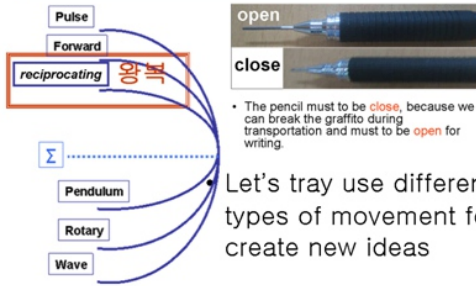 Pulse
Forward
reciprocating 왕복
Σ
Pendulum
Rotary
Wave
open
close
• The pencil must to be close, because we
can break the graffito during
transportation and must to be open for
writing.
Let's tray use differen
types of movement fo
create new ideas